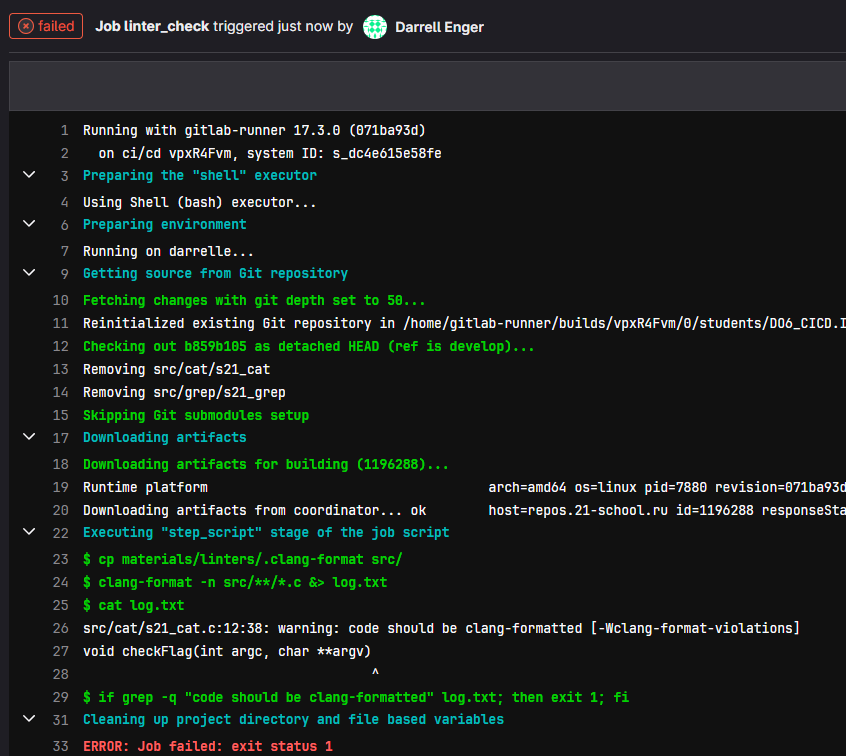 failed Job linter_check triggered just now by Darrell Enger
1 Running with gitlab-runner 17.3.0 (071ba93d)
2 on ci/cd vpxR4Fvm, system ID: s_dc4e615e58fe
3 Preparing the "shell" executor
4 Using Shell (bash) executor...
6 Preparing environment
7 Running on darrelle...
9 Getting source from Git repository
10 Fetching changes with git depth set to 50...
11 Reinitialized existing Git repository in /home/gitlab-runner/builds/vpxR4Fvm/0/students/DO6_CICD.I
12 Checking out b859b105 as detached HEAD (ref is develop)...
13 Removing src/cat/s21_cat
14 Removing src/grep/s21_grep
15 Skipping Git submodules setup
17 Downloading artifacts
18 Downloading artifacts for building (1196288)...
19 Runtime platform arch=amd64 os=linux pid=7880 revision=071ba93d
20 Downloading artifacts from coordinator... ok host=repos.21-school.ru id=1196288 responseSta
22 Executing "step_script" stage of the job script
23 $ cp materials/linters/.clang-format src/
24 $ clang-format -n src/**/*.c &> log.txt
25 $ cat log.txt
26 src/cat/s21_cat.c:12:38: warning: code should be clang-formatted [-Wclang-format-violations]
27 void checkFlag(int argc, char **argv)
28 ^
29 $ if grep -q "code should be clang-formatted" log.txt; then exit 1; fi
31 Cleaning up project directory and file based variables
33 ERROR: Job failed: exit status 1